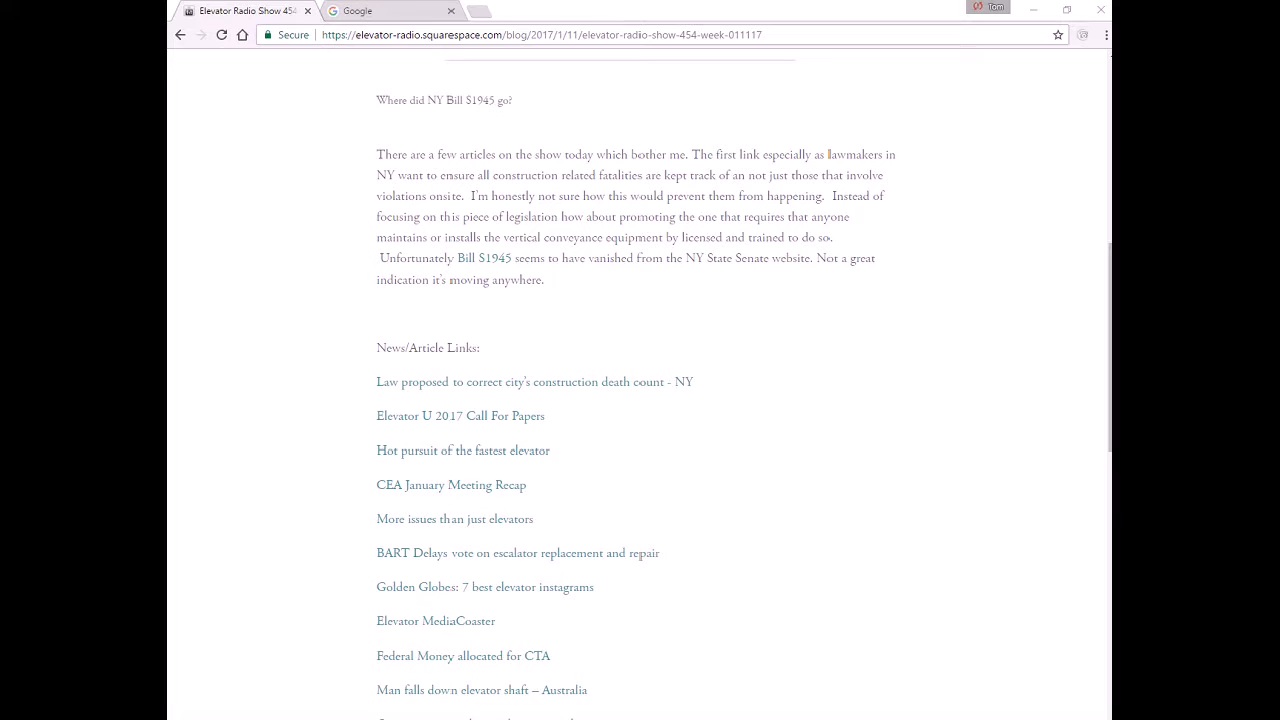 Elevator Radio Show 454
Google
Tom
Secure
https://elevator-radio.squarespace.com/blog/2017/1/11/elevator-radio-show-454-week-011117
Where did NY Bill S1945 go?
There are a few articles on the show today which bother me. The first link especially as lawmakers in
NY want to ensure all construction related fatalities are kept track of an not just those that involve
violations onsite. I'm honestly not sure how this would prevent them from happening. Instead of
focusing on this piece of legislation how about promoting the one that requires that anyone
maintains or installs the vertical conveyance equipment by licensed and trained to do so.
Unfortunately Bill S1945 seems to have vanished from the NY State Senate website. Not a great
indication it's moving anywhere.
News/Article Links:
Law proposed to correct city's construction death count - NY
Elevator U 2017 Call For Papers
Hot pursuit of the fastest elevator
CEA January Meeting Recap
More issues than just elevators
BART Delays vote on escalator replacement and repair
Golden Globes: 7 best elevator instagrams
Elevator MediaCoaster
Federal Money allocated for CTA
Man falls down elevator shaft – Australia